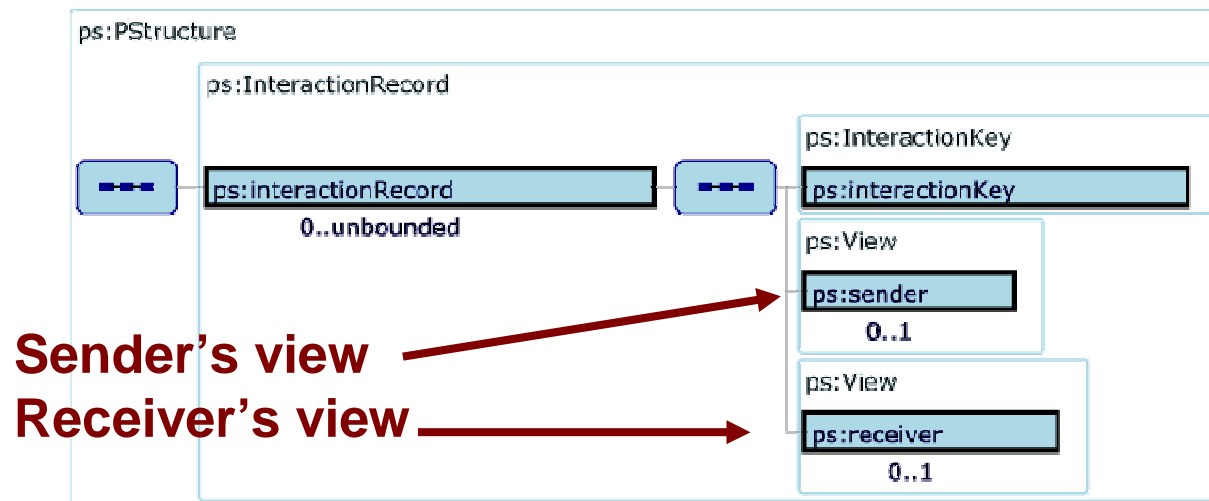 ps:PStructure
ps:InteractionRecord
ps:interactionRecord
0..unbounded
ps:InteractionKey
ps:interactionKey
ps:View
ps:sender
0..1
ps:View
ps:receiver
0..1
Sender’s view
Receiver’s view